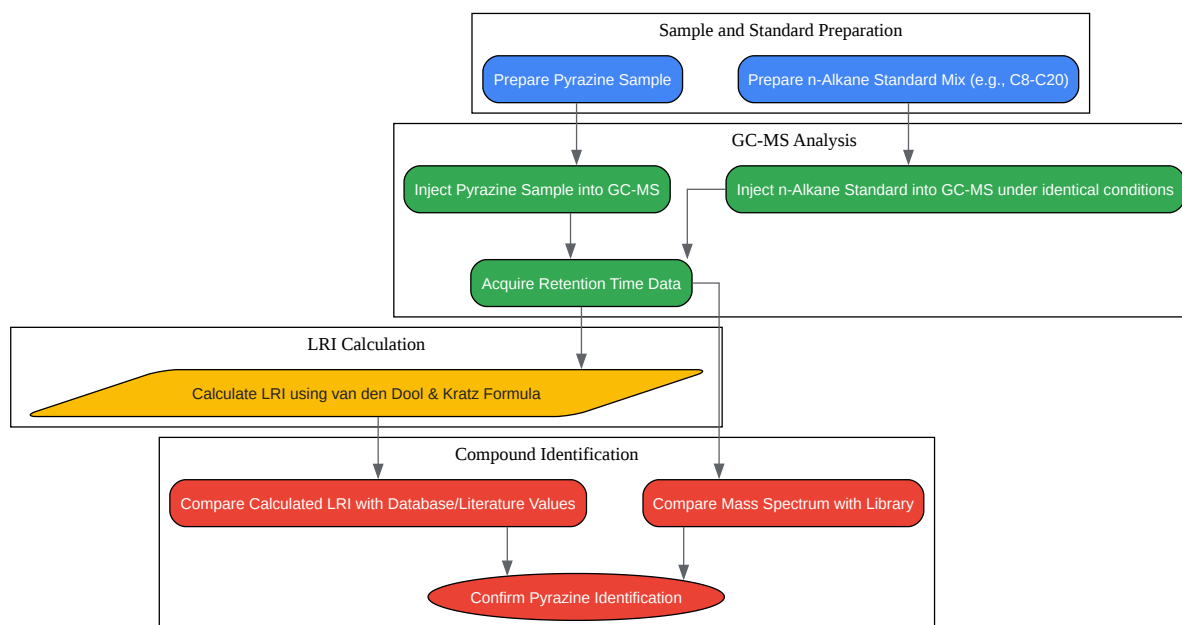 Sample and Standard Preparation
Prepare Pyrazine Sample
Prepare n-Alkane Standard Mix (e.g., C8-C20)
GC-MS Analysis
Inject Pyrazine Sample into GC-MS
Inject n-Alkane Standard into GC-MS under identical conditions
Acquire Retention Time Data
LRI Calculation
Calculate LRI using van den Dool & Kratz Formula
Compound Identification
Compare Calculated LRI with Database/Literature Values
Compare Mass Spectrum with Library
Confirm Pyrazine Identification